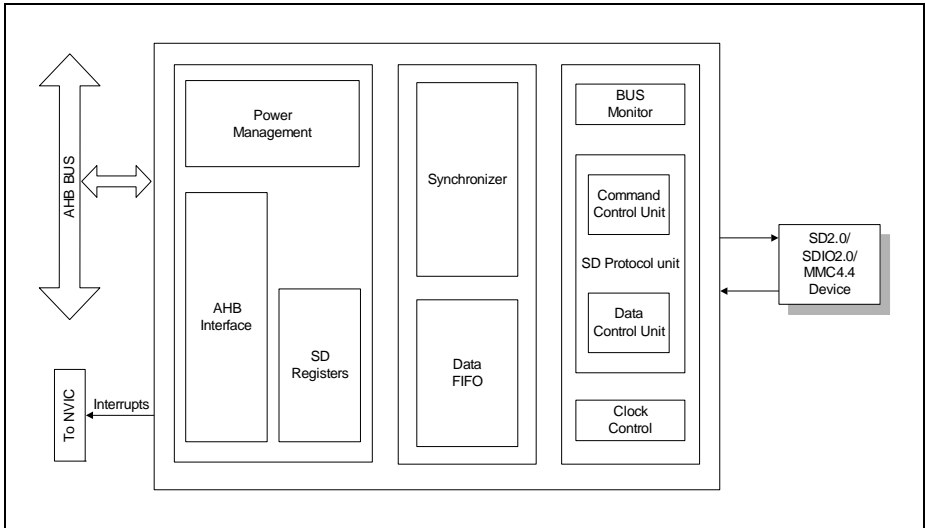 AHB BUS
To NVIC
Interrupts
Power
Management
AHB
Interface
SD
Registers
Synchronizer
Data
FIFO
BUS
Monitor
Command
Control Unit
SD Protocol unit
Data
Control Unit
Clock
Control
SD2.0/
SDIO2.0/
MMC4.4
Device